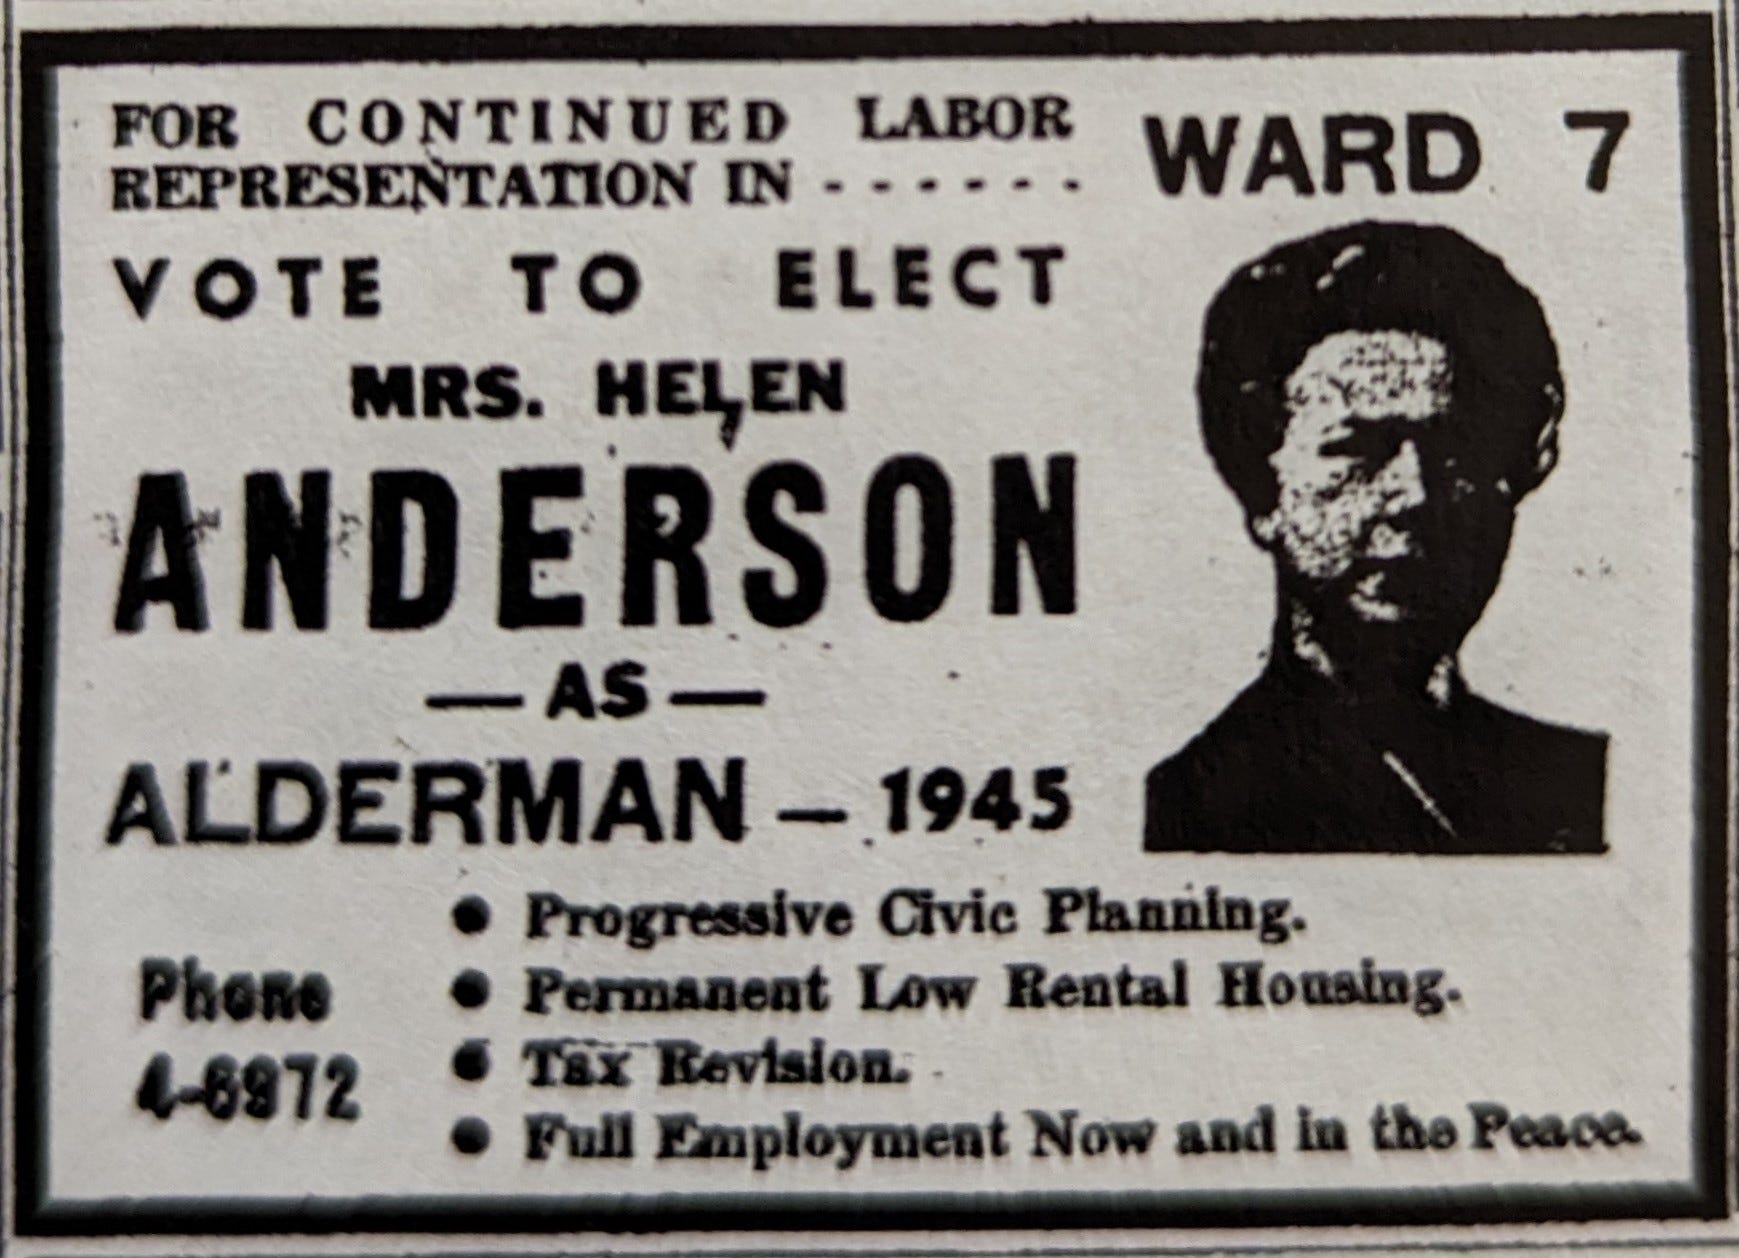 FOR CONTINUED LABOR
REPRESENTATION IN - - - - - -
WARD 7
VOTE TO ELECT
MRS. HELEN
ANDERSON
— AS —
ALDERMAN — 1945
• Progressive Civic Planning.
• Permanent Low Rental Housing.
• Tax Revision.
• Full Employment Now and in the Peace.
Phone
4-6972